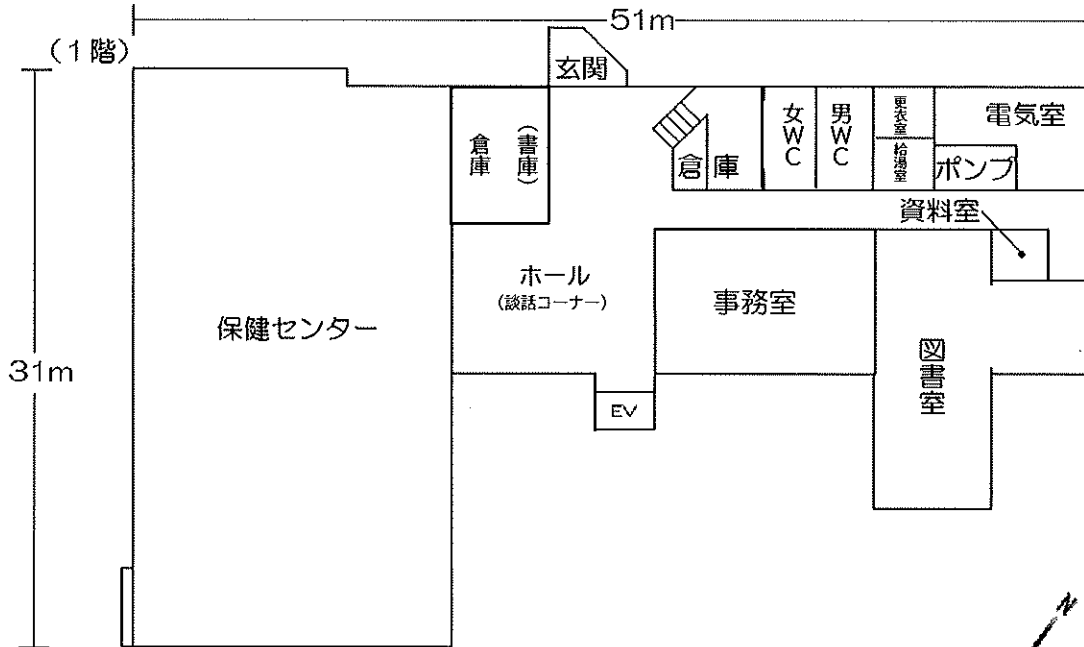 51m
(1階)
玄関
倉庫
(書庫)
倉庫
女WC
男WC
更衣室
給湯室
電気室
ポンプ
資料室
ホール
(談話コーナー)
事務室
保健センター
図書室
31m
EV
N